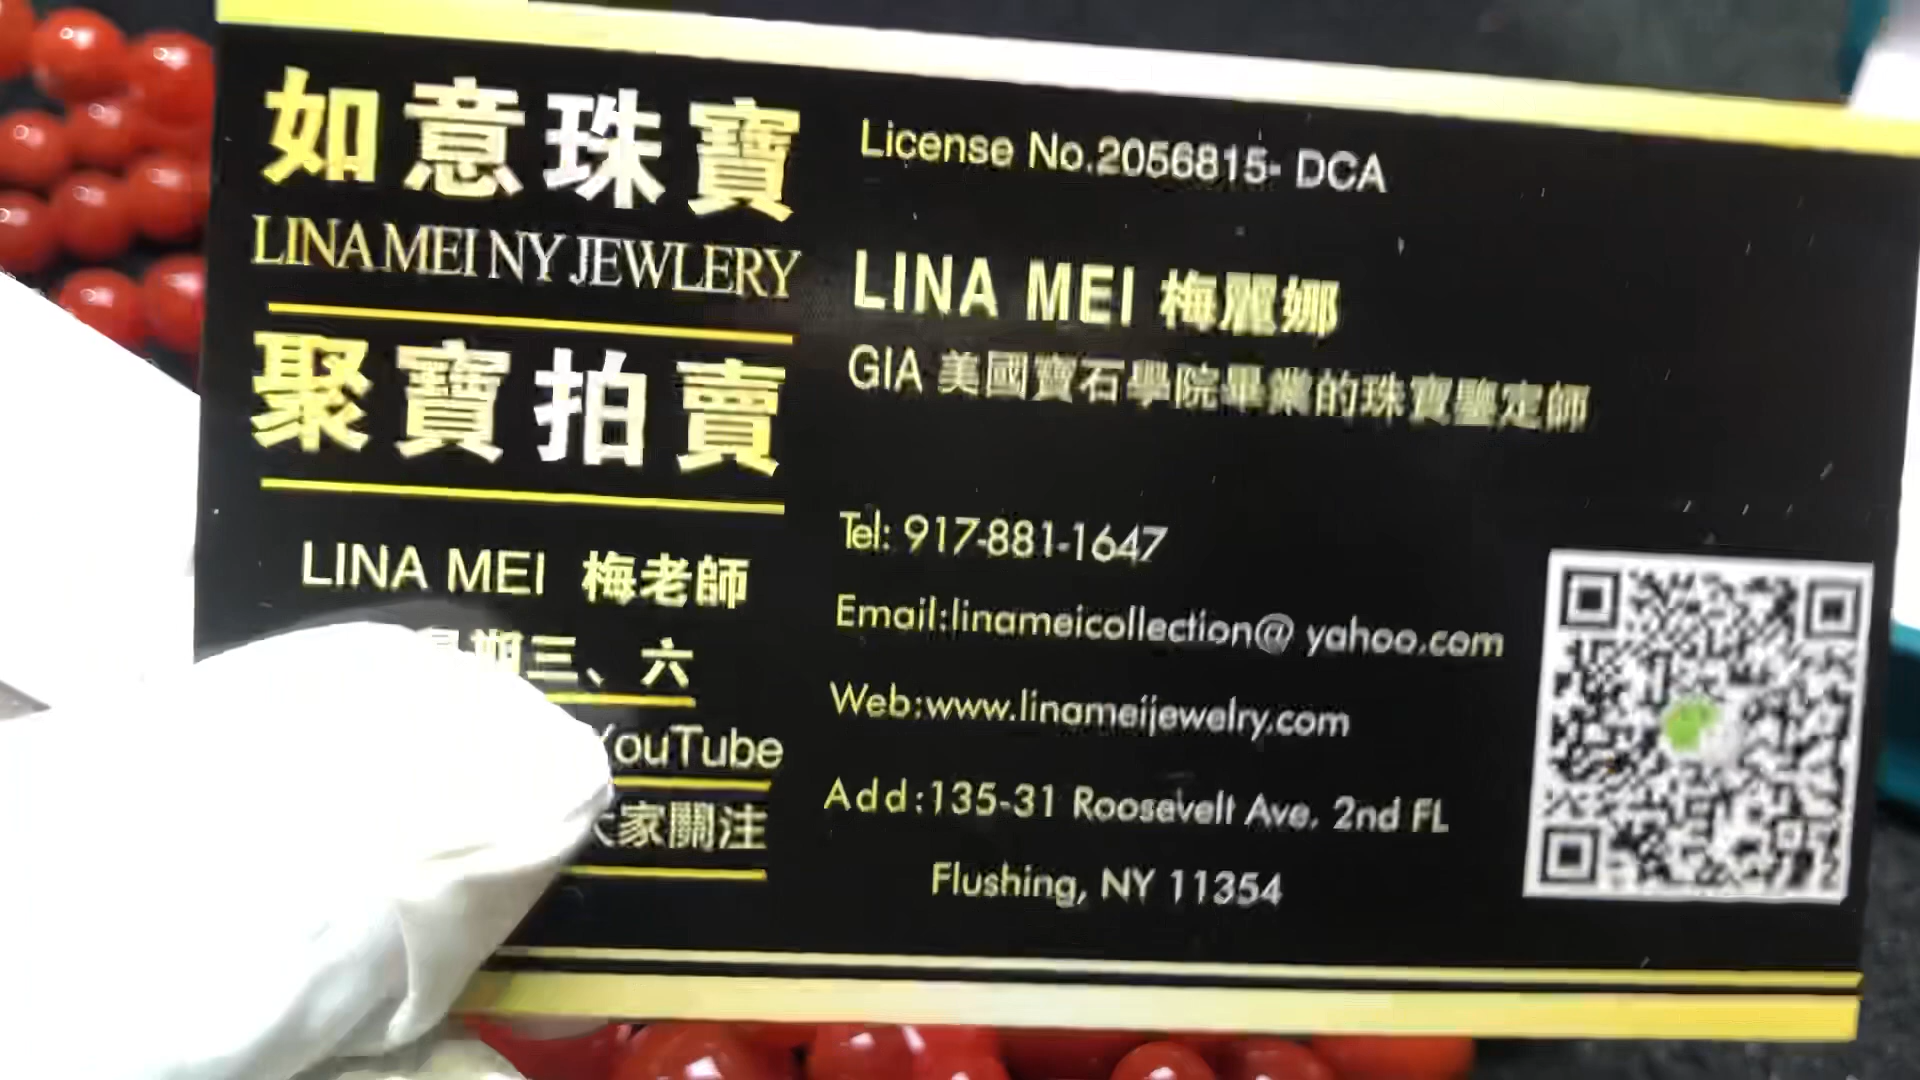 如意珠寶
LINA MEI NY JEWLERY
聚寶拍賣
LINA MEI 梅老師
期三、六
YouTube
家關注
License No.2056815- DCA
LINA MEI 梅麗娜
GIA 美國寶石學院畢業的珠寶鑒定師
Tel: 917-881-1647
Email:linameicollection@ yahoo.com
Web:www.linameijewelry.com
Add:135-31 Roosevelt Ave, 2nd FL
Flushing, NY 11354